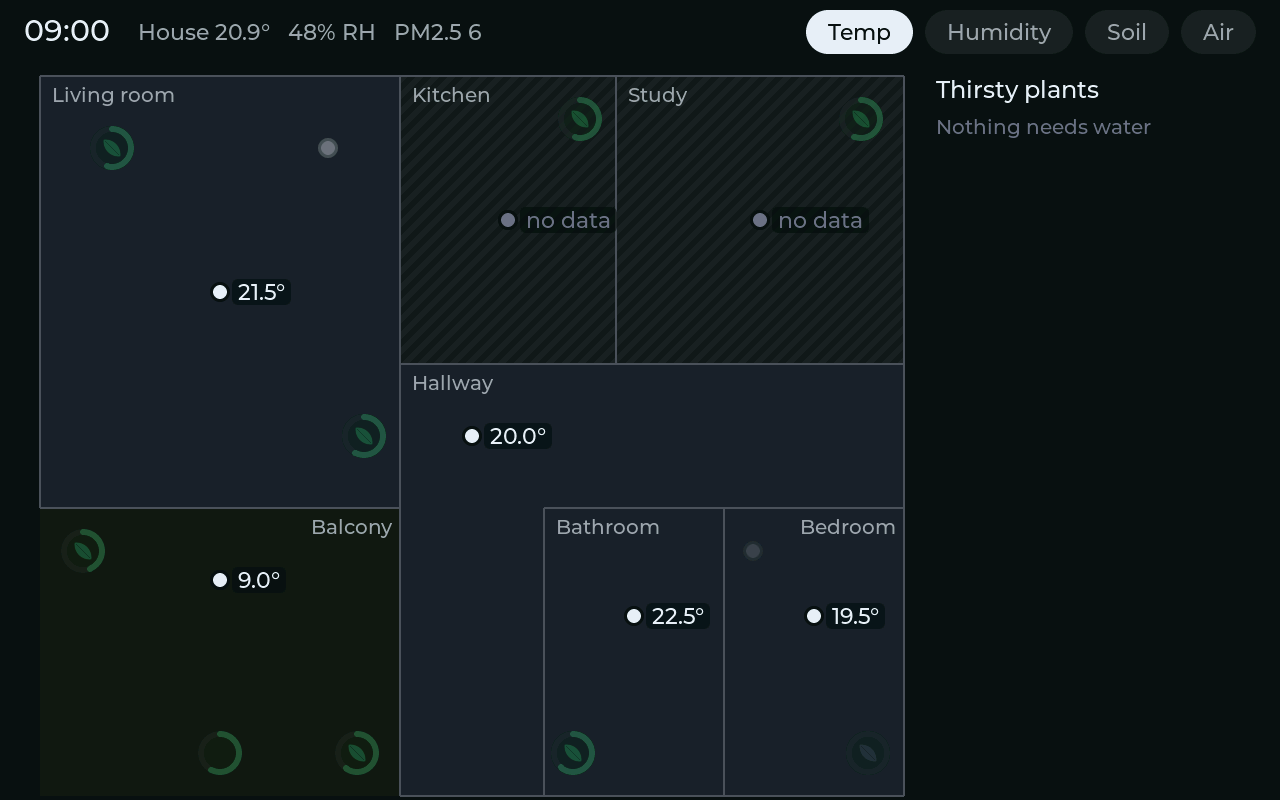 09:00 House 20.9° 48% RH PM2.5 6
Temp Humidity Soil Air
Living room
Kitchen
Study
Thirsty plants
Nothing needs water
no data
no data
21.5°
Hallway
20.0°
Balcony
Bathroom
Bedroom
9.0°
22.5°
19.5°